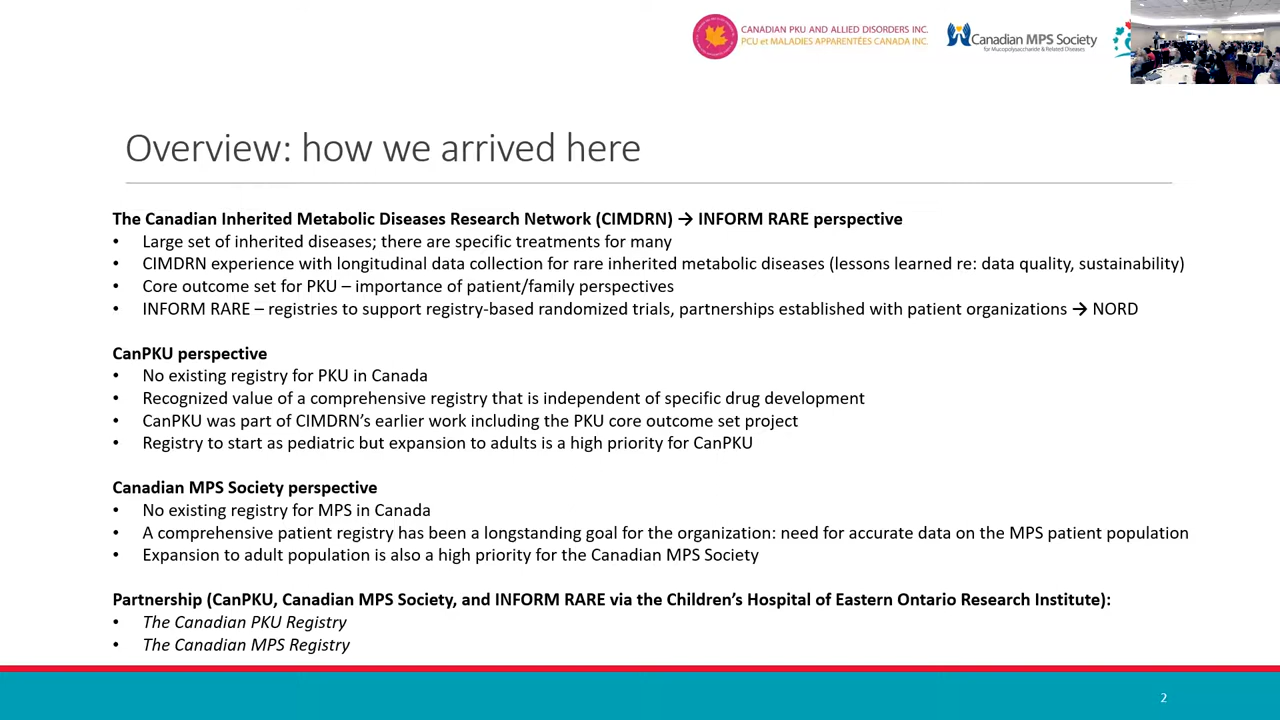 CANADIAN PKU AND ALLIED DISORDERS INC.
PCU et MALADIES APPARENTÉES CANADA INC.
Canadian MPS Society
for Mucopolysaccharide & Related Diseases
Overview: how we arrived here
The Canadian Inherited Metabolic Diseases Research Network (CIMDRN) → INFORM RARE perspective
• Large set of inherited diseases; there are specific treatments for many
• CIMDRN experience with longitudinal data collection for rare inherited metabolic diseases (lessons learned re: data quality, sustainability)
• Core outcome set for PKU – importance of patient/family perspectives
• INFORM RARE – registries to support registry-based randomized trials, partnerships established with patient organizations → NORD
CanPKU perspective
• No existing registry for PKU in Canada
• Recognized value of a comprehensive registry that is independent of specific drug development
• CanPKU was part of CIMDRN’s earlier work including the PKU core outcome set project
• Registry to start as pediatric but expansion to adults is a high priority for CanPKU
Canadian MPS Society perspective
• No existing registry for MPS in Canada
• A comprehensive patient registry has been a longstanding goal for the organization: need for accurate data on the MPS patient population
• Expansion to adult population is also a high priority for the Canadian MPS Society
Partnership (CanPKU, Canadian MPS Society, and INFORM RARE via the Children’s Hospital of Eastern Ontario Research Institute):
• The Canadian PKU Registry
• The Canadian MPS Registry
2